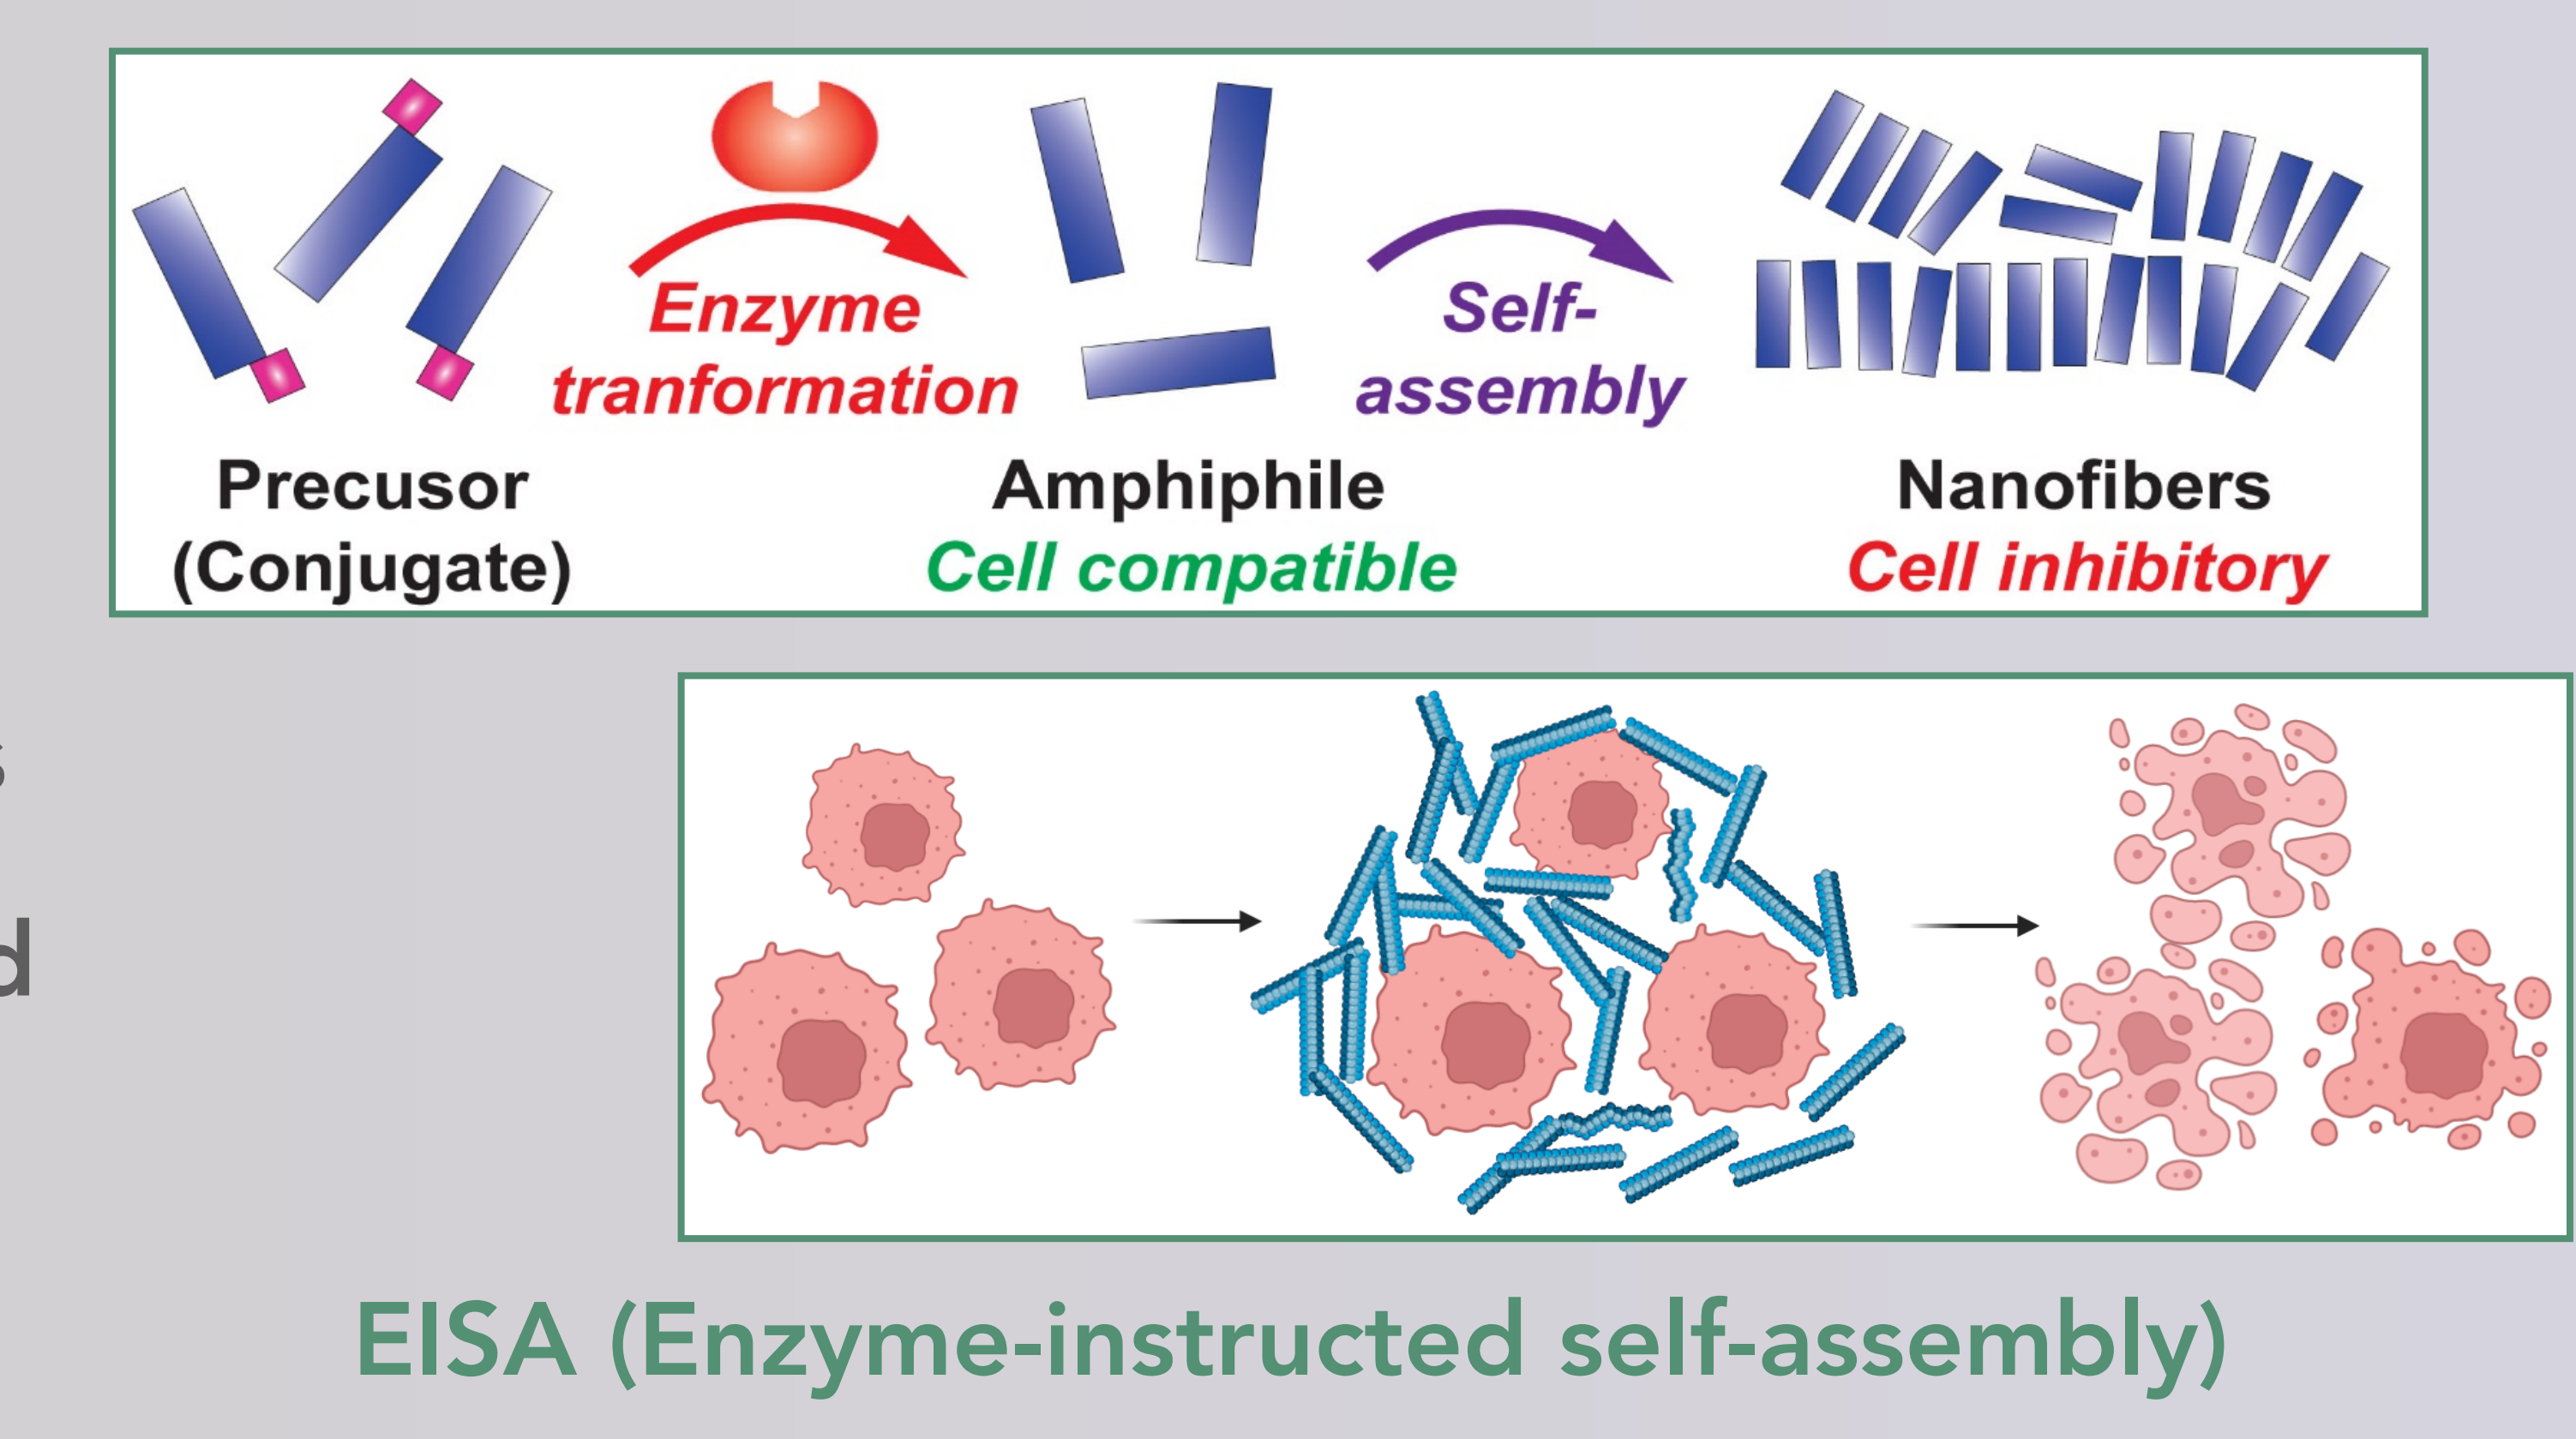 Enzyme
tranformation
Self-
assembly
Precusor
(Conjugate)
Amphiphile
Cell compatible
Nanofibers
Cell inhibitory
s
d
EISA (Enzyme-instructed self-assembly)